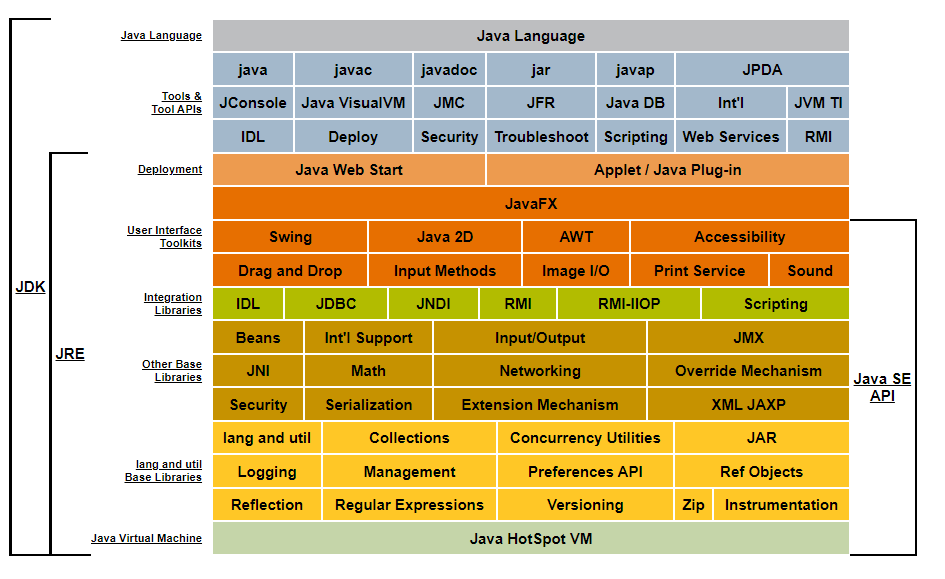 Java Language
Java Language
java javac javadoc jar javap JPDA
Tools &
Tool APIs
JConsole Java VisualVM JMC JFR Java DB Int'l JVM TI
IDL Deploy Security Troubleshoot Scripting Web Services RMI
Deployment
Java Web Start Applet / Java Plug-in
JavaFX
User Interface
Toolkits
Swing Java 2D AWT Accessibility
Drag and Drop Input Methods Image I/O Print Service Sound
JDK
Integration
Libraries
IDL JDBC JNDI RMI RMI-IIOP Scripting
Beans Int'l Support Input/Output JMX
JRE
Other Base
Libraries
JNI Math Networking Override Mechanism
Java SE
API
Security Serialization Extension Mechanism XML JAXP
lang and util Collections Concurrency Utilities JAR
lang and util
Base Libraries
Logging Management Preferences API Ref Objects
Reflection Regular Expressions Versioning Zip Instrumentation
Java Virtual Machine
Java HotSpot VM